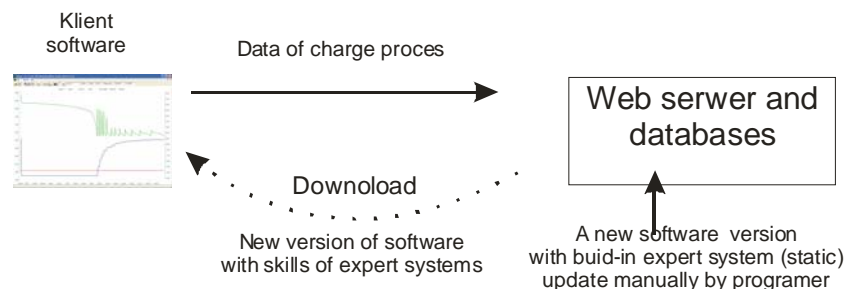 Klient
software
Data of charge proces
Web serwer and
databases
Downoload
New version of software
with skills of expert systems
A new software version
with buid-in expert system (static)
update manually by programer